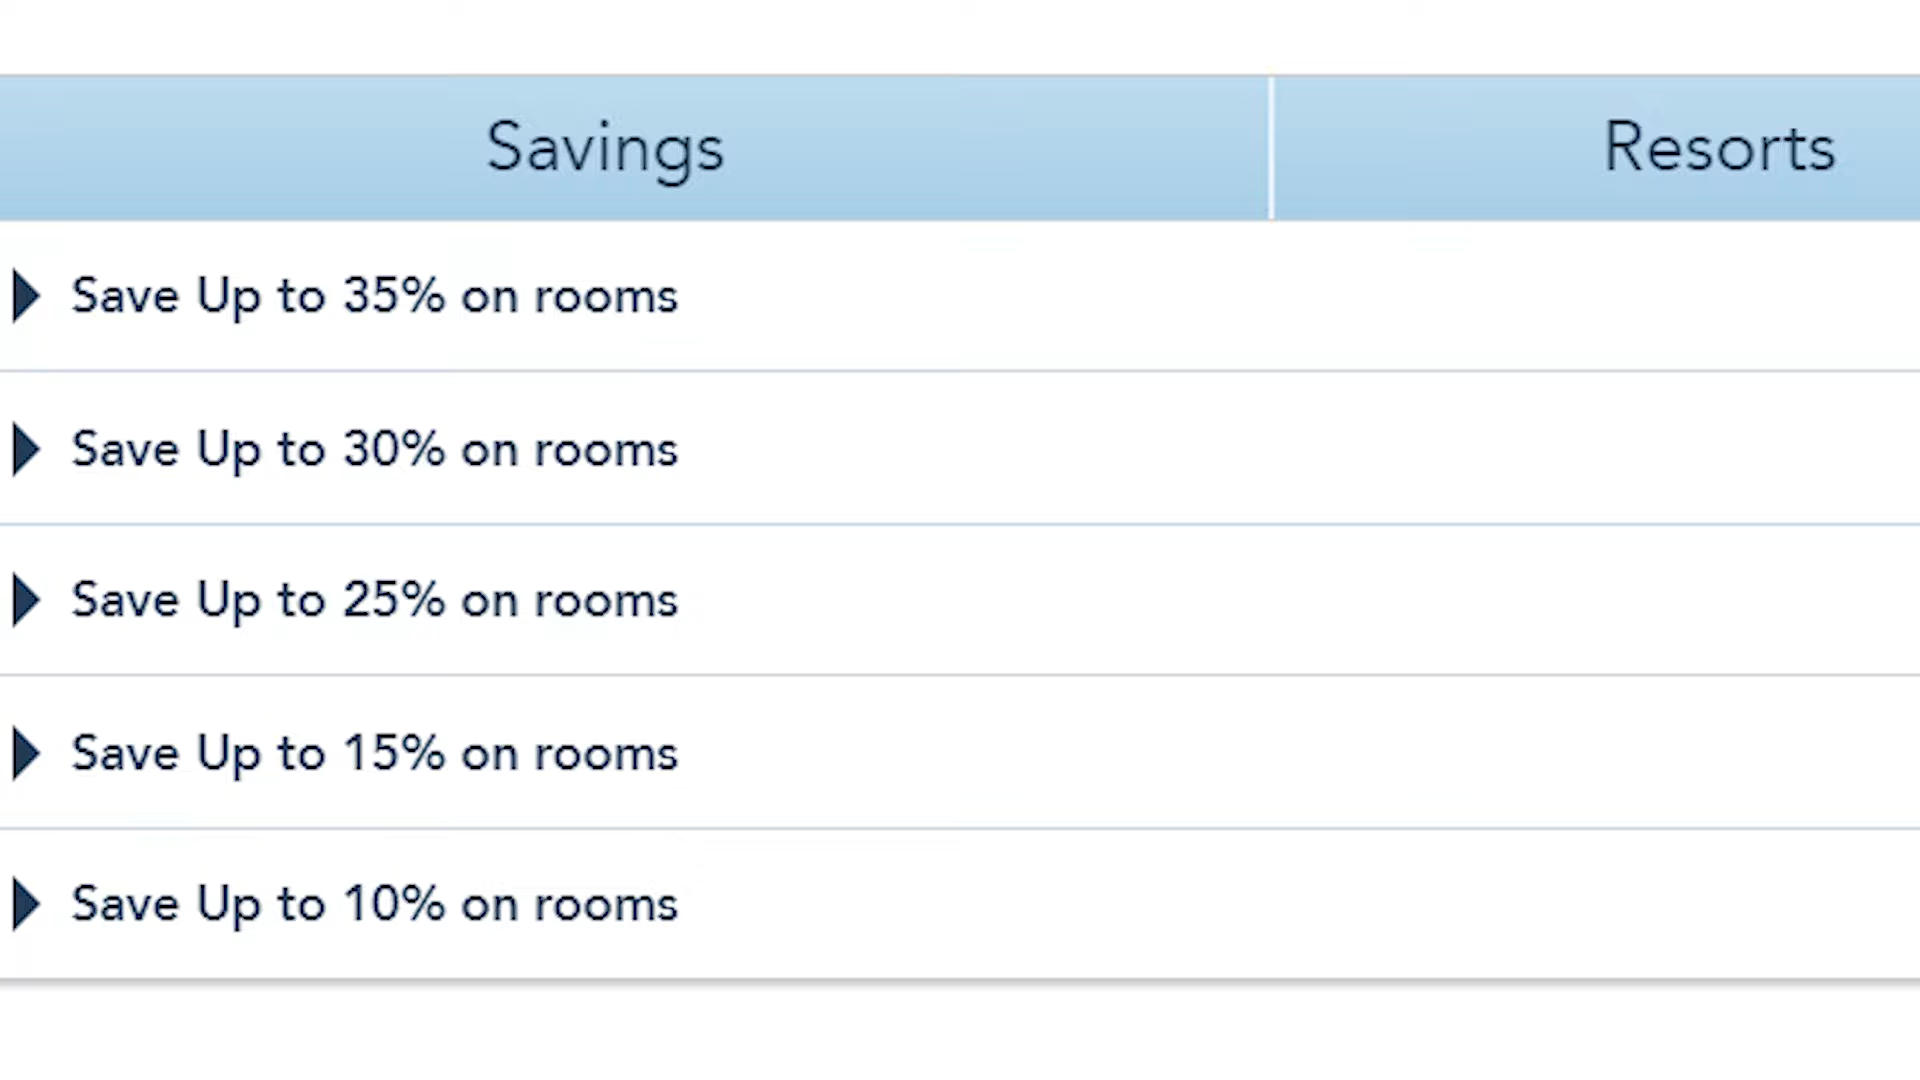 Savings Resorts
Save Up to 35% on rooms
Save Up to 30% on rooms
Save Up to 25% on rooms
Save Up to 15% on rooms
Save Up to 10% on rooms